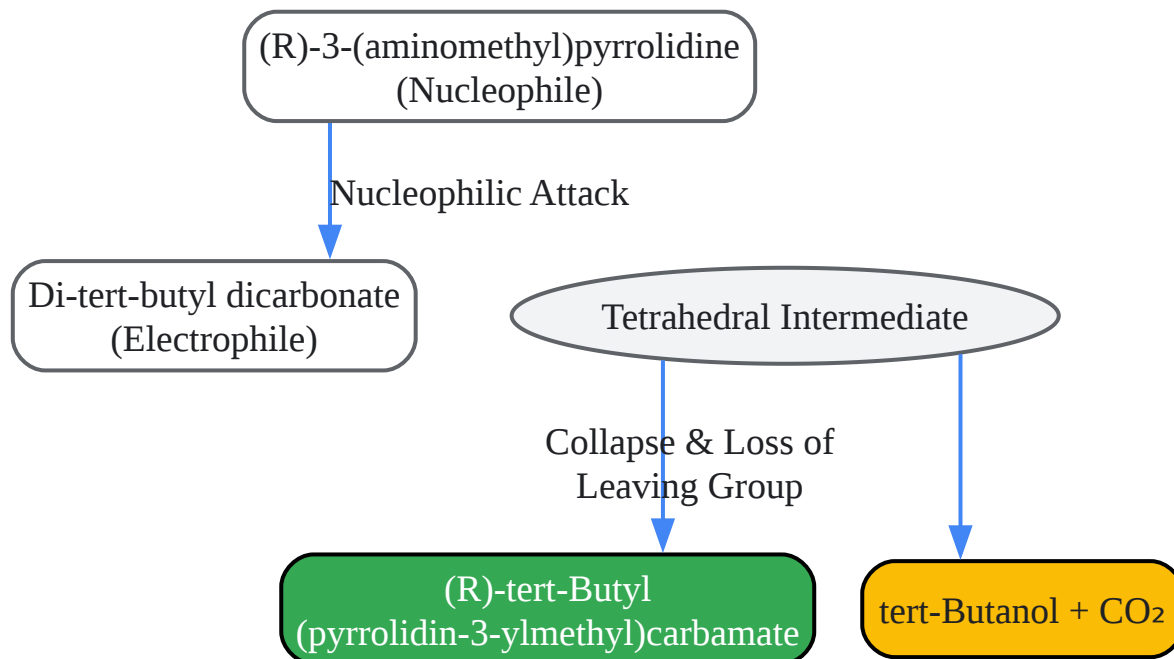 (R)-3-(aminomethyl)pyrrolidine
(Nucleophile)
Nucleophilic Attack
Di-tert-butyl dicarbonate
(Electrophile)
Tetrahedral Intermediate
Collapse & Loss of
Leaving Group
(R)-tert-Butyl
(pyrrolidin-3-ylmethyl)carbamate
tert-Butanol + CO₂